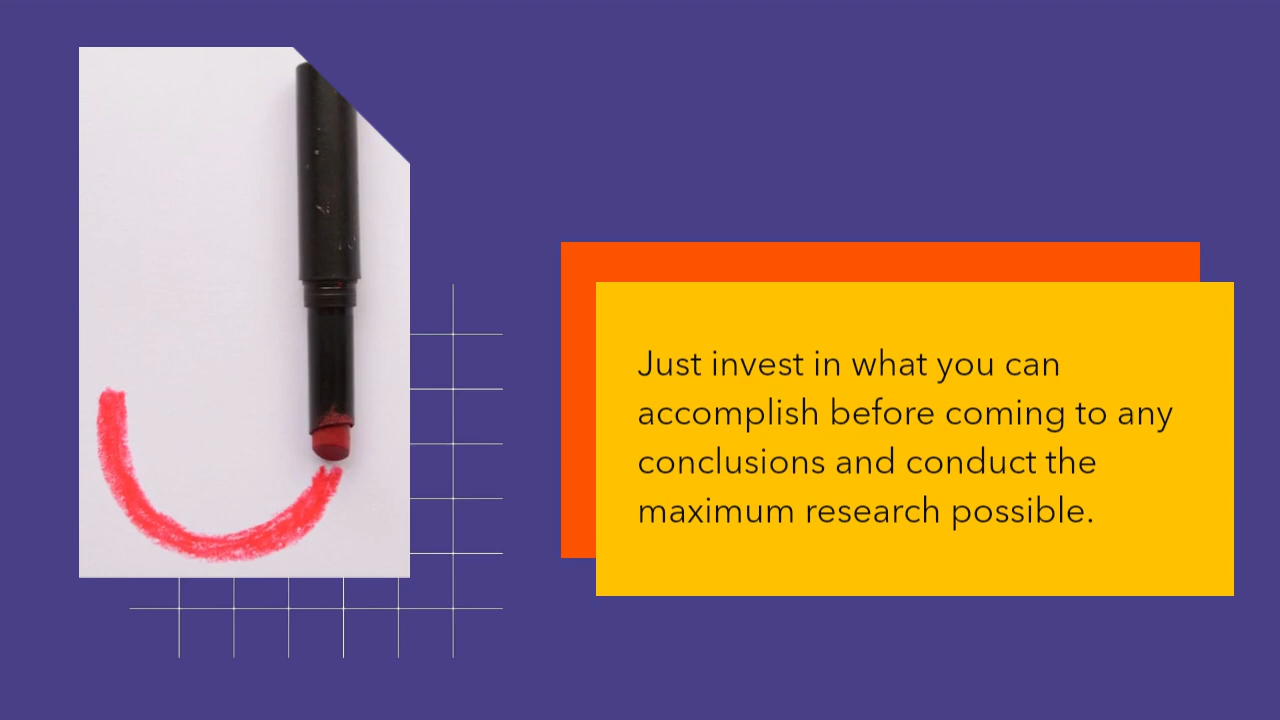 Just invest in what you can
accomplish before coming to any
conclusions and conduct the
maximum research possible.